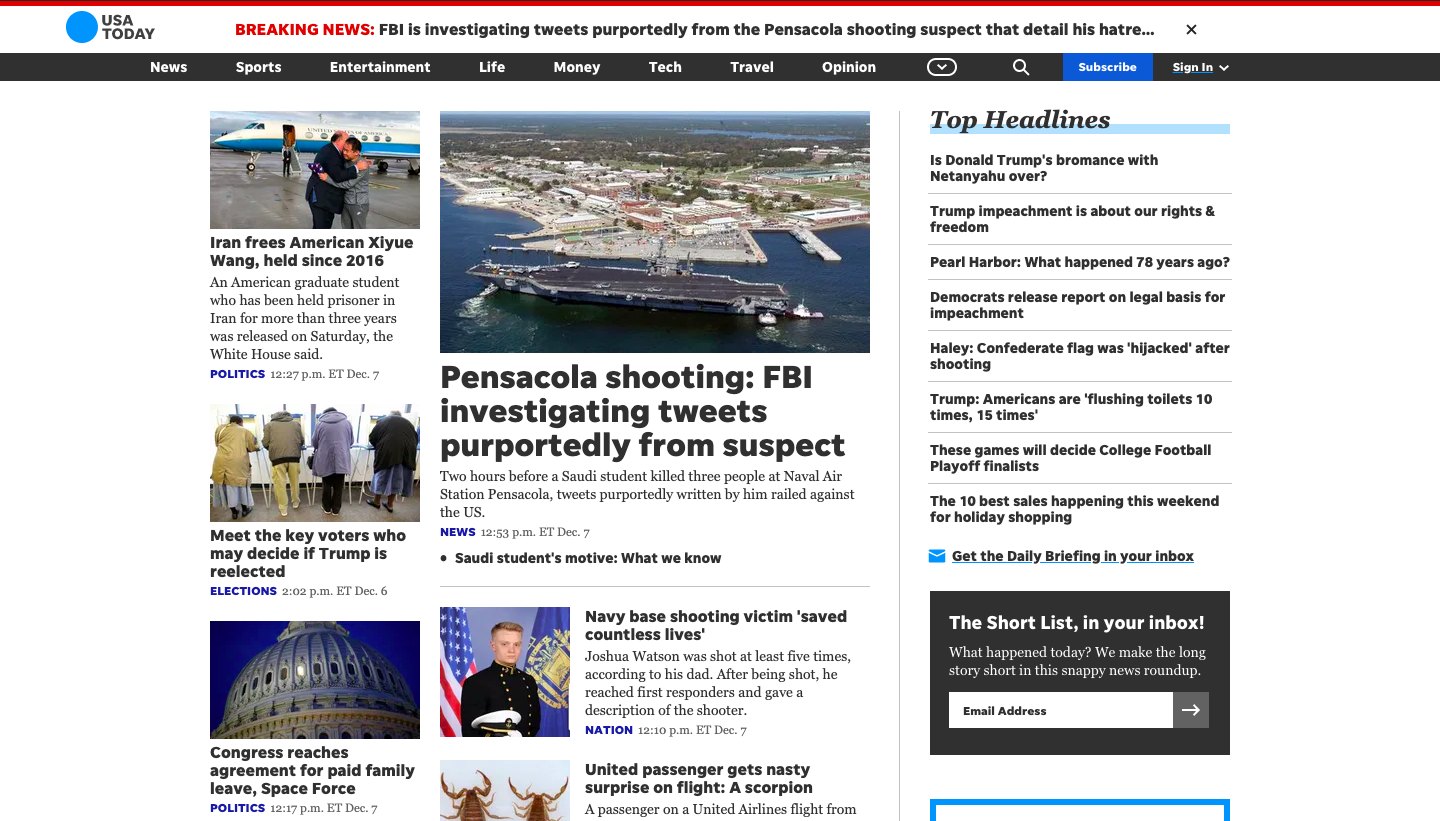 USA
TODAY
BREAKING NEWS: FBI is investigating tweets purportedly from the Pensacola shooting suspect that detail his hatre...
News
Sports
Entertainment
Life
Money
Tech
Travel
Opinion
Subscribe
Sign In
UNITED STATES OF AMERICA
Iran frees American Xiyue
Wang, held since 2016
An American graduate student
who has been held prisoner in
Iran for more than three years
was released on Saturday, the
White House said.
POLITICS 12:27 p.m. ET Dec. 7
Meet the key voters who
may decide if Trump is
reelected
ELECTIONS 2:02 p.m. ET Dec. 6
Congress reaches
agreement for paid family
leave, Space Force
POLITICS 12:17 p.m. ET Dec. 7
Pensacola shooting: FBI
investigating tweets
purportedly from suspect
Two hours before a Saudi student killed three people at Naval Air
Station Pensacola, tweets purportedly written by him railed against
the US.
NEWS 12:53 p.m. ET Dec. 7
• Saudi student's motive: What we know
Navy base shooting victim 'saved
countless lives'
Joshua Watson was shot at least five times,
according to his dad. After being shot, he
reached first responders and gave a
description of the shooter.
NATION 12:10 p.m. ET Dec. 7
United passenger gets nasty
surprise on flight: A scorpion
A passenger on a United Airlines flight from
Top Headlines
Is Donald Trump's bromance with
Netanyahu over?
Trump impeachment is about our rights &
freedom
Pearl Harbor: What happened 78 years ago?
Democrats release report on legal basis for
impeachment
Haley: Confederate flag was 'hijacked' after
shooting
Trump: Americans are 'flushing toilets 10
times, 15 times'
These games will decide College Football
Playoff finalists
The 10 best sales happening this weekend
for holiday shopping
Get the Daily Briefing in your inbox
The Short List, in your inbox!
What happened today? We make the long
story short in this snappy news roundup.
Email Address